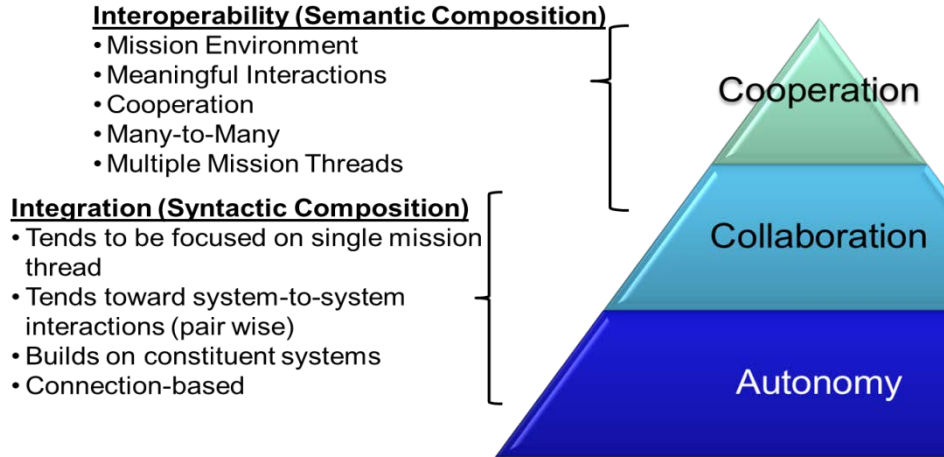 Interoperability (Semantic Composition)
• Mission Environment
• Meaningful Interactions
• Cooperation
• Many-to-Many
• Multiple Mission Threads
Integration (Syntactic Composition)
• Tends to be focused on single mission
thread
• Tends toward system-to-system
interactions (pair wise)
• Builds on constituent systems
• Connection-based
Cooperation
Collaboration
Autonomy